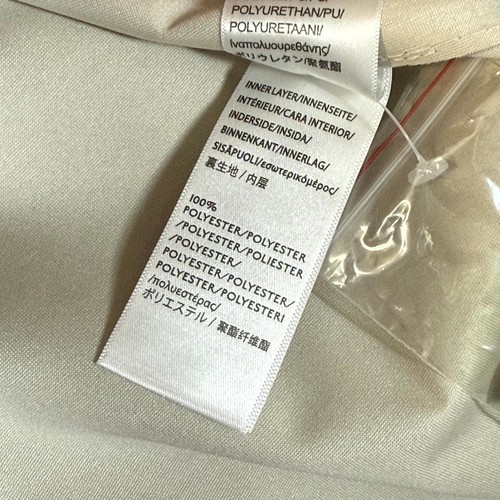 POLYURETHAN/PU/
POLYURETAANI/
/ναπολυουρεθάνης/
ポリウレタン/聚氨酯
INNER LAYER/INNENSEITE/
INTÉRIEUR/CARA INTERIOR/
INDERSIDE/INSIDA/
BINNENKANT/INNERLAG/
SISÄPUOLI/εσωτερικόμέρος/
裏生地/内层
100%
POLYESTER/POLYESTER
/POLYESTER/POLIESTER
/POLYESTER/
POLYESTER/POLYESTER/
POLYESTER/POLYESTERI
/πολυεστέρας/
ポリエステル/聚酯纤维酯